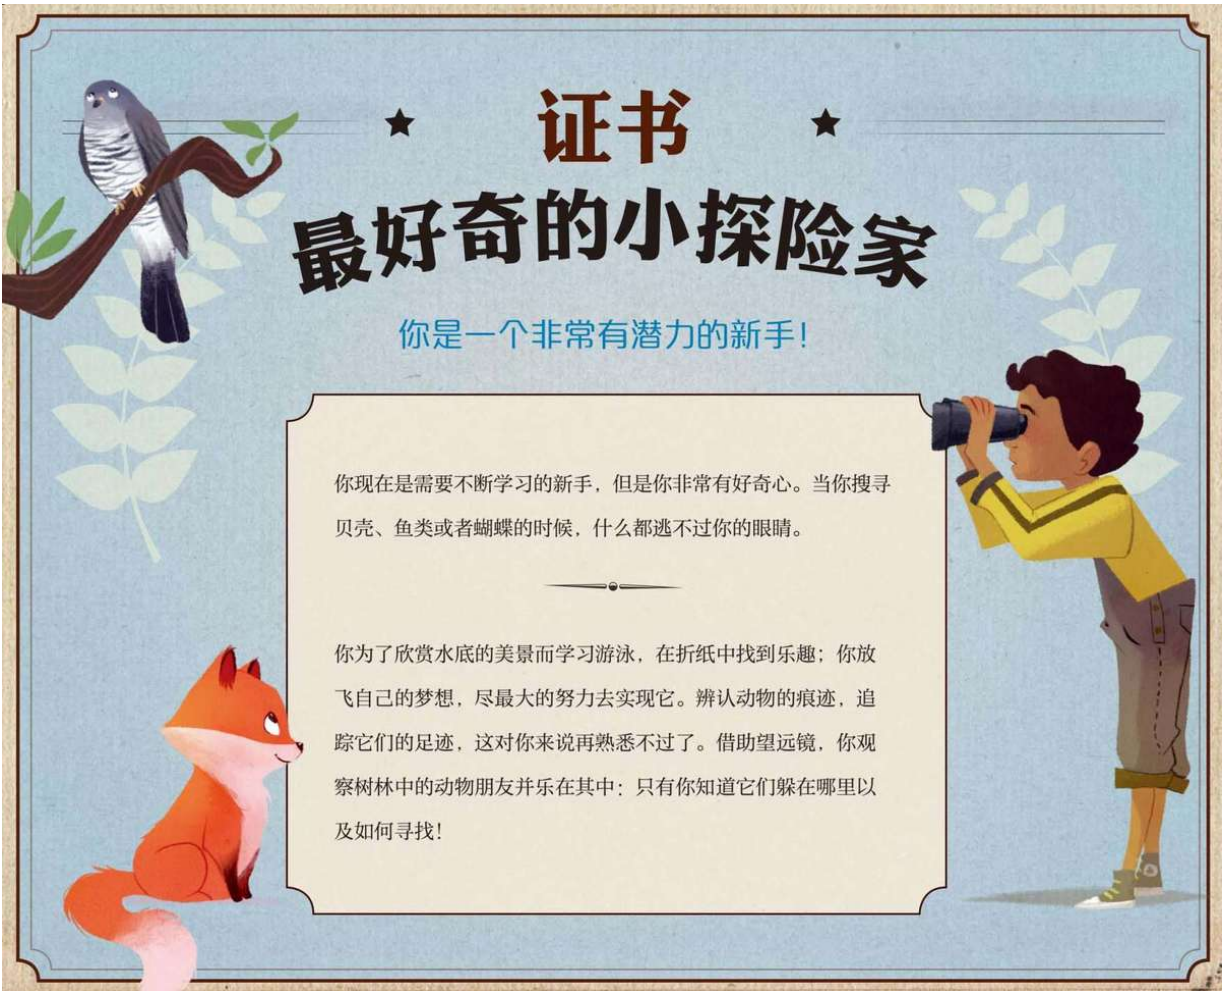 证书
最好奇的小探险家
你是一个非常有潜力的新手!
你现在是需要不断学习的新手，但是你非常有好奇心。当你搜寻
贝壳、鱼类或者蝴蝶的时候，什么都逃不过你的眼睛。
你为了欣赏水底的美景而学习游泳，在折纸中找到乐趷；你放
飞自己的梦想，尽最大的努力去实现它。辨认动物的痕迹，追
踪它们的足迹，这对你来说再熟悉不过了。借助望远镜，你观
察树林中的动物朋友并乐在其中：只有你知道它们躲在哪里以
及如何寻找!